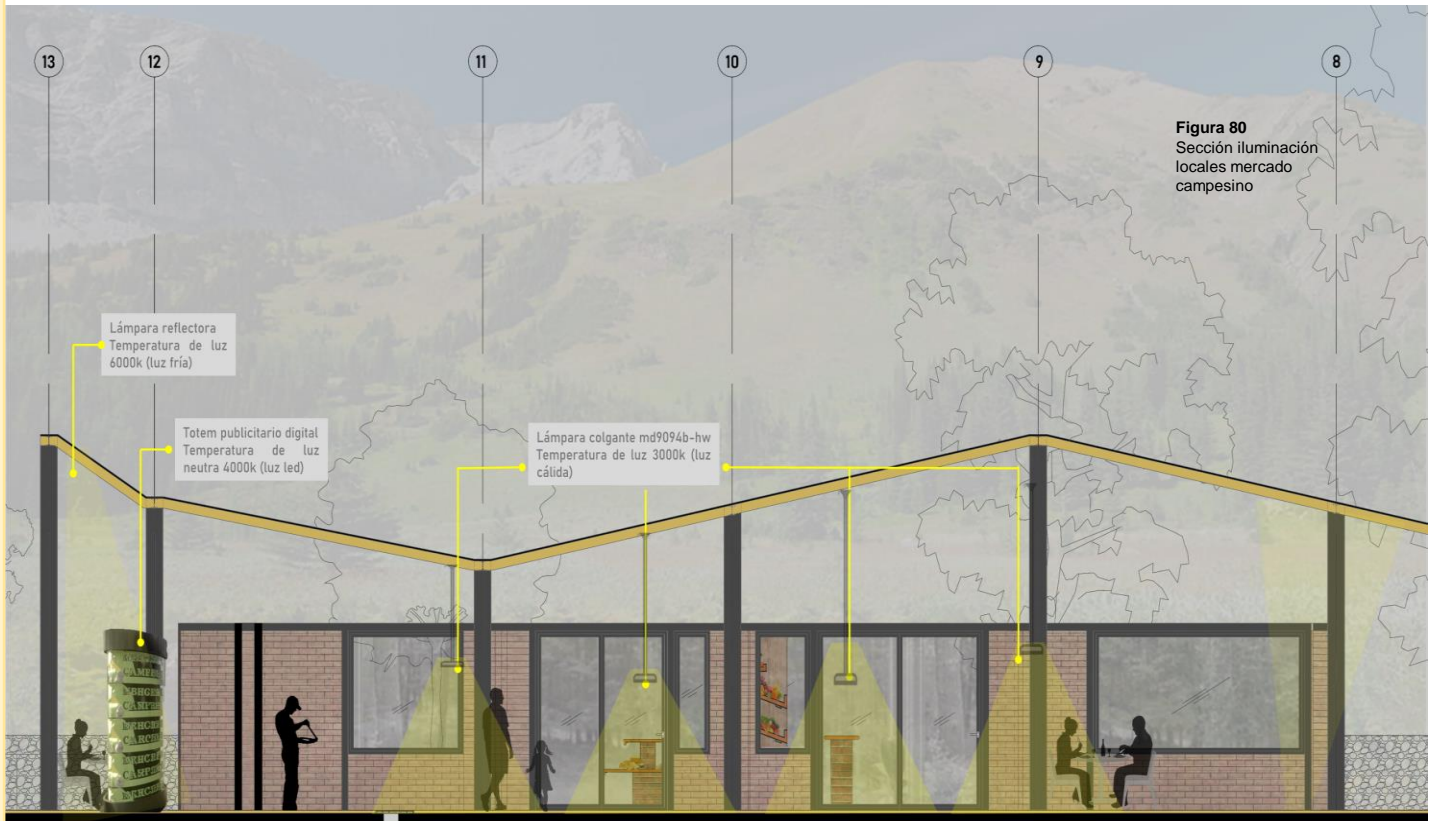 13
12
11
10
9
8
Figura 80
Sección iluminación
locales mercado
campesino
Lámpara reflectora
Temperatura de luz
6000k (luz fría)
Totem publicitario digital
Temperatura de luz
neutra 4000k (luz led)
Lámpara colgante md9094b-hw
Temperatura de luz 3000k (luz
cálida)